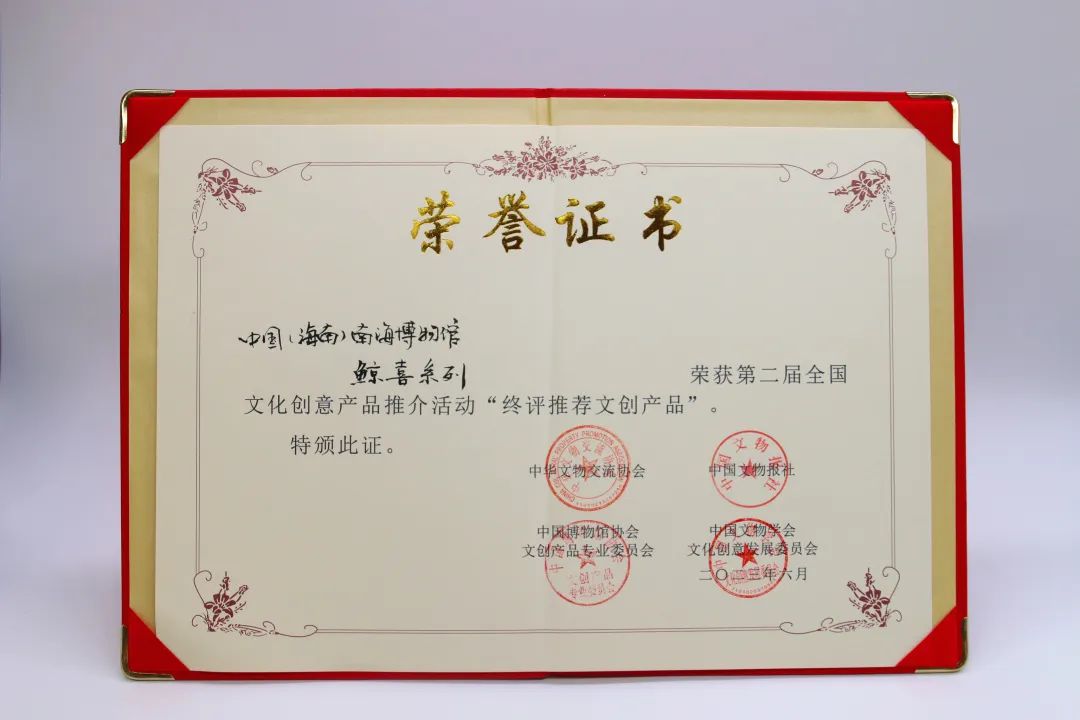 荣誉证书
中国(海南)南海博物馆
鲸喜系列 荣获第二届全国
文化创意产品推介活动“终评推荐文创产品”。
特颁此证。
中华文物交流协会 中国文物报社
中国博物馆协会 中国文物学会
文创产品专业委员会 文化创意发展委员会
二〇二三年六月